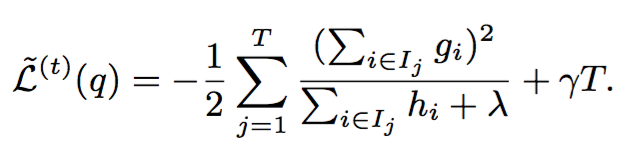 $\tilde{\mathcal{L}}^{(t)}(q) = -\frac{1}{2} \sum_{j=1}^{T} \frac{(\sum_{i \in I_j} g_i)^2}{\sum_{i \in I_j} h_i + \lambda} + \gamma T.$